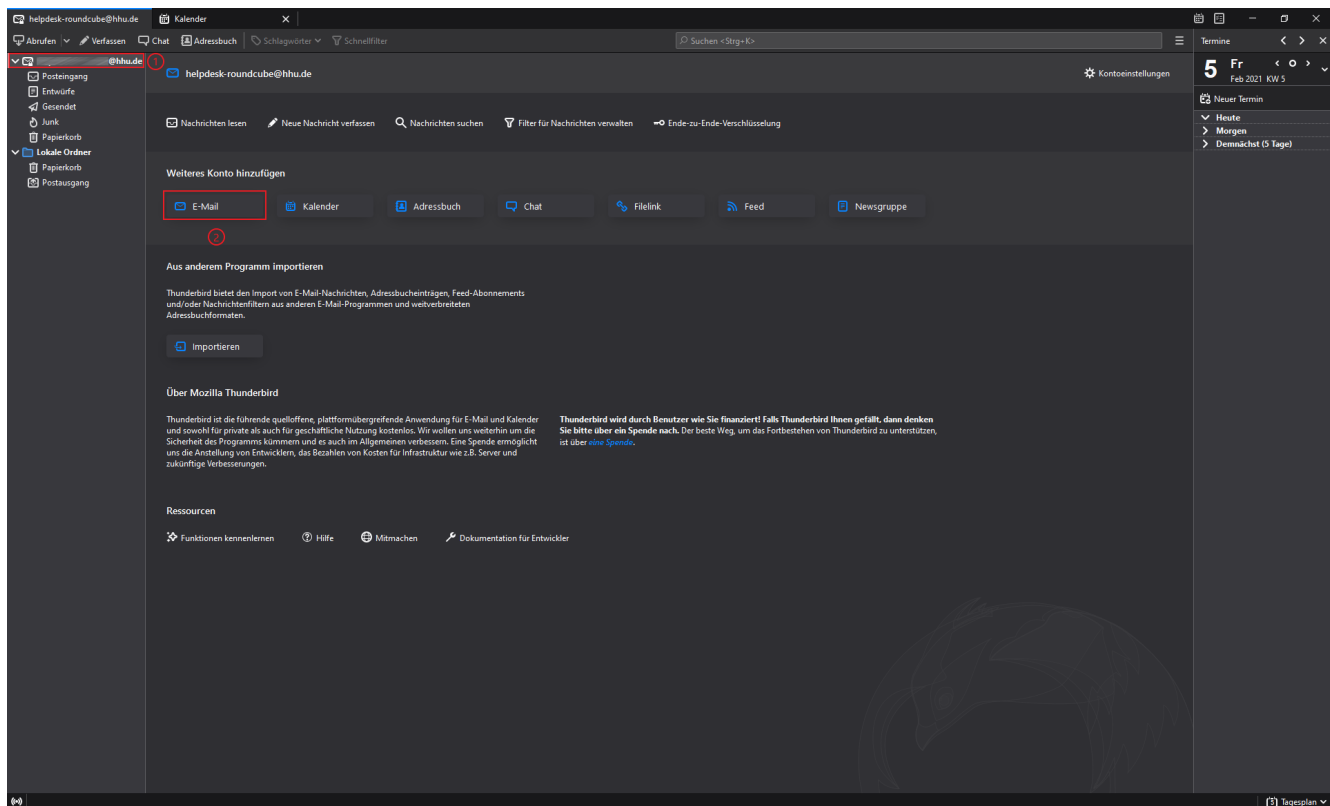 helpdesk-roundcube@hhu.de
Kalender
Abrufen
Verfassen
Chat
Adressbuch
Schlagwörter
Schnellfilter
Suchen <Strg+K>
Termine
@hhu.de
1
Posteingang
Entwürfe
Gesendet
Junk
Papierkorb
Lokale Ordner
Papierkorb
Postausgang
helpdesk-roundcube@hhu.de
Kontoeinstellungen
Nachrichten lesen
Neue Nachricht verfassen
Nachrichten suchen
Filter für Nachrichten verwalten
Ende-zu-Ende-Verschlüsselung
Weiteres Konto hinzufügen
E-Mail
Kalender
Adressbuch
Chat
Filelink
Feed
Newsgruppe
2
Aus anderem Programm importieren
Thunderbird bietet den Import von E-Mail-Nachrichten, Adressbucheinträgen, Feed-Abonnements
und/oder Nachrichtenfiltern aus anderen E-Mail-Programmen und weitverbreiteten
Adressbuchformaten.
Importieren
Über Mozilla Thunderbird
Thunderbird ist die führende quelloffene, plattformübergreifende Anwendung für E-Mail und Kalender
und sowohl für private als auch für geschäftliche Nutzung kostenlos. Wir wollen uns weiterhin um die
Sicherheit des Programms kümmern und es auch im Allgemeinen verbessern. Eine Spende ermöglicht
uns die Anstellung von Entwicklern, das Bezahlen von Kosten für Infrastruktur wie z.B. Server und
zukünftige Verbesserungen.
Thunderbird wird durch Benutzer wie Sie finanziert! Falls Thunderbird Ihnen gefällt, dann denken
Sie bitte über ein Spende nach. Der beste Weg, um das Fortbestehen von Thunderbird zu unterstützen,
ist über eine Spende.
Ressourcen
Funktionen kennenlernen
Hilfe
Mitmachen
Dokumentation für Entwickler
5
Fr
Feb 2021 KW 5
Neuer Termin
Heute
Morgen
Demnächst (5 Tage)
5
Tagesplan